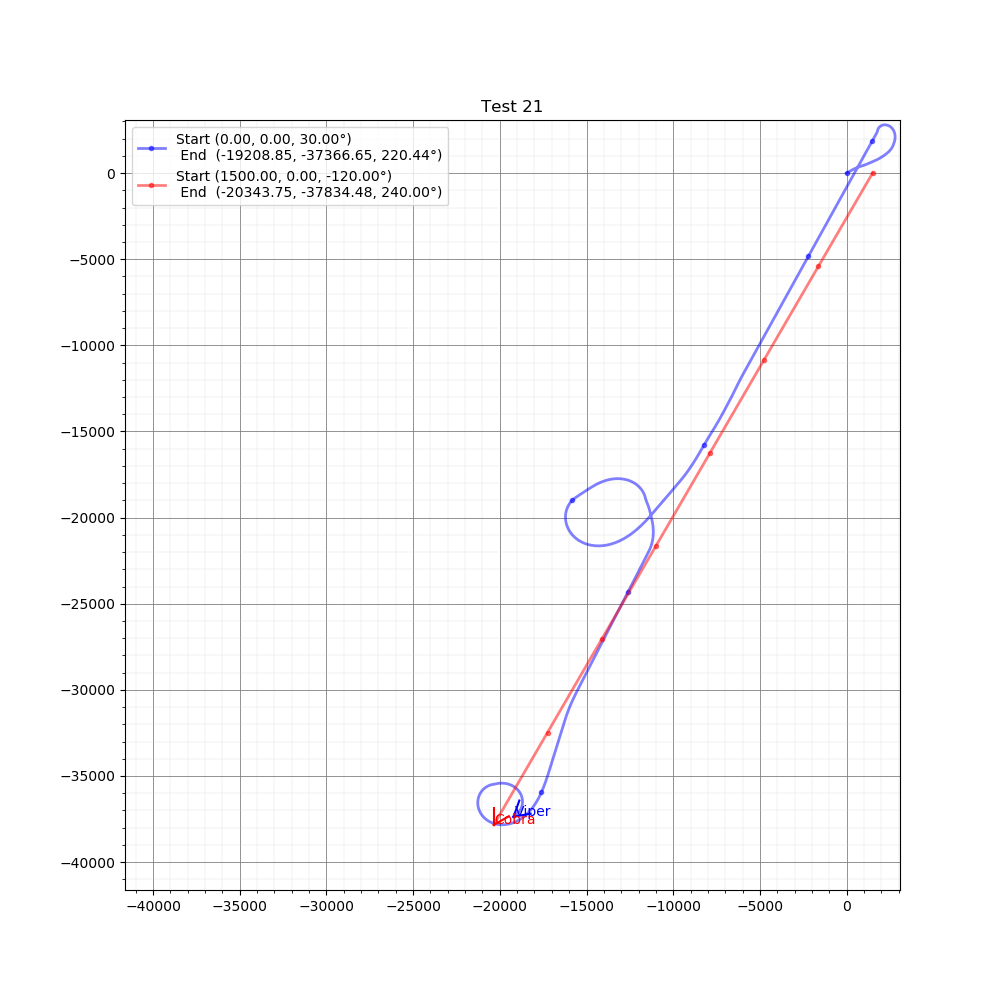 Test 21
Start (0.00, 0.00, 30.00°)
End (-19208.85, -37366.65, 220.44°)
Start (1500.00, 0.00, -120.00°)
End (-20343.75, -37834.48, 240.00°)
0
−5000
−10000
−15000
−20000
−25000
−30000
−35000
−40000
Viper
Cobra
−40000 −35000 −30000 −25000 −20000 −15000 −10000 −5000 0